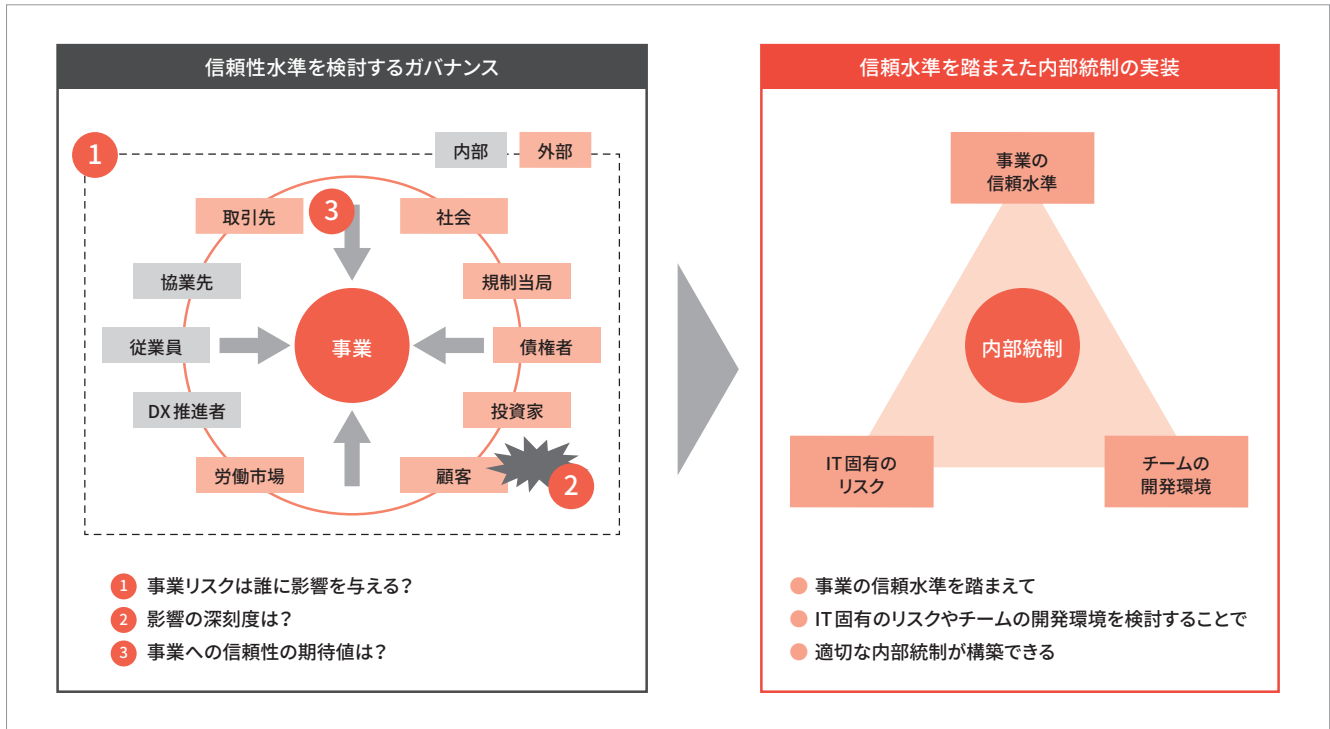 信頼性水準を検討するガバナンス
1
内部
外部
取引先
3
社会
協業先
規制当局
従業員
事業
債権者
DX推進者
投資家
労働市場
顧客
2
1 事業リスクは誰に影響を与える？
2 影響の深刻度は？
3 事業への信頼性の期待値は？
信頼水準を踏まえた内部統制の実装
事業の
信頼水準
内部統制
IT固有の
リスク
チームの
開発環境
事業の信頼水準を踏まえて
IT固有のリスクやチームの開発環境を検討することで
適切な内部統制が構築できる